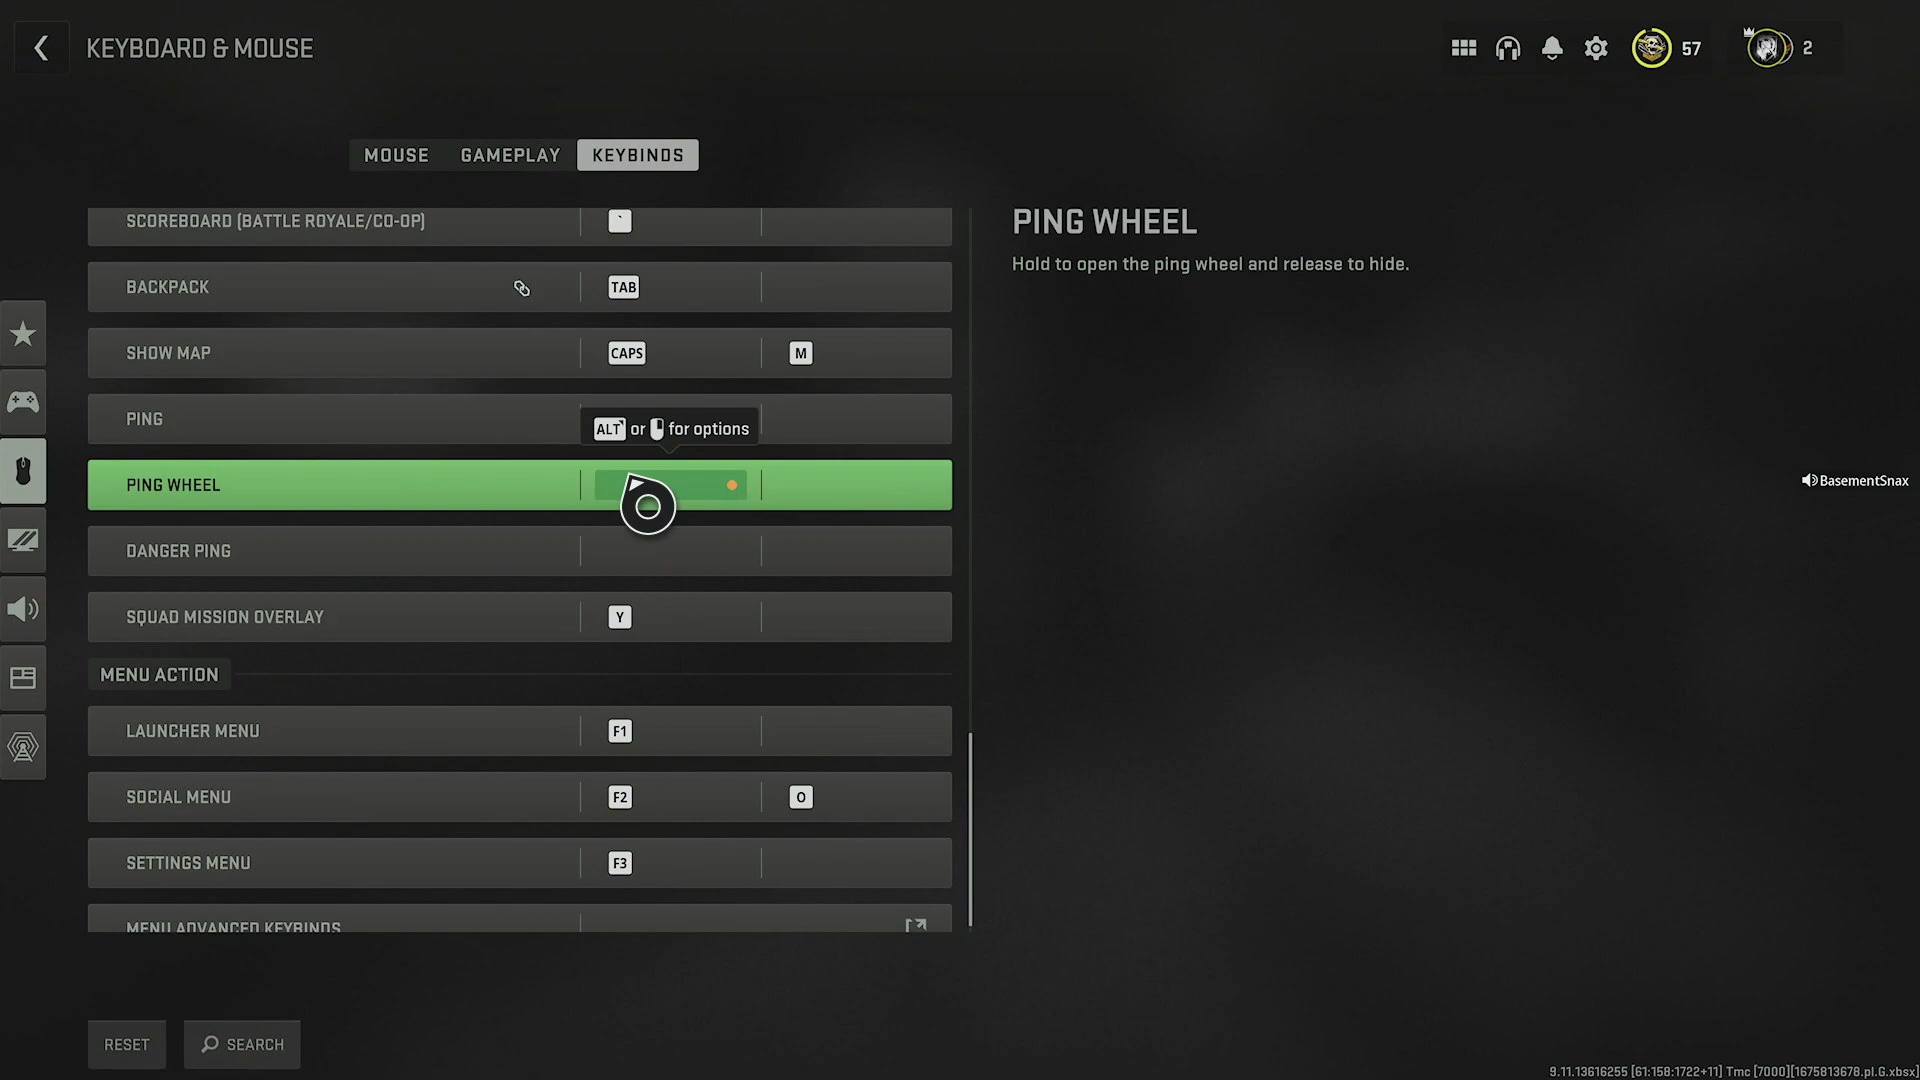 KEYBOARD & MOUSE
57
2
MOUSE GAMEPLAY KEYBINDS
SCOREBOARD (BATTLE ROYALE/CO-OP) `
BACKPACK TAB
SHOW MAP CAPS M
PING
ALT or for options
PING WHEEL
DANGER PING
SQUAD MISSION OVERLAY Y
MENU ACTION
LAUNCHER MENU F1
SOCIAL MENU F2 O
SETTINGS MENU F3
MENU ADVANCED KEYBINDS
RESET SEARCH
PING WHEEL
Hold to open the ping wheel and release to hide.
BasementSnax
9.11.13616255 [61:158:1722+11] Tmc [7000][1675813678.pl.G.xbsx]